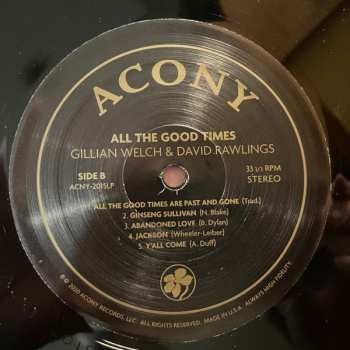 ACONY
ALL THE GOOD TIMES
GILLIAN WELCH & DAVID RAWLINGS
SIDE B
ACNY-2015LP
33 1/3 RPM
STEREO
1. ALL THE GOOD TIMES ARE PAST AND GONE (Trad.)
2. GINSENG SULLIVAN (N. Blake)
3. ABANDONED LOVE (B. Dylan)
4. JACKSON (Wheeler-Leiber)
5. Y'ALL COME (A. Duff)
℗ © 2020 ACONY RECORDS, LLC. ALL RIGHTS RESERVED. MADE IN U.S.A. ALWAYS HIGH FIDELITY.